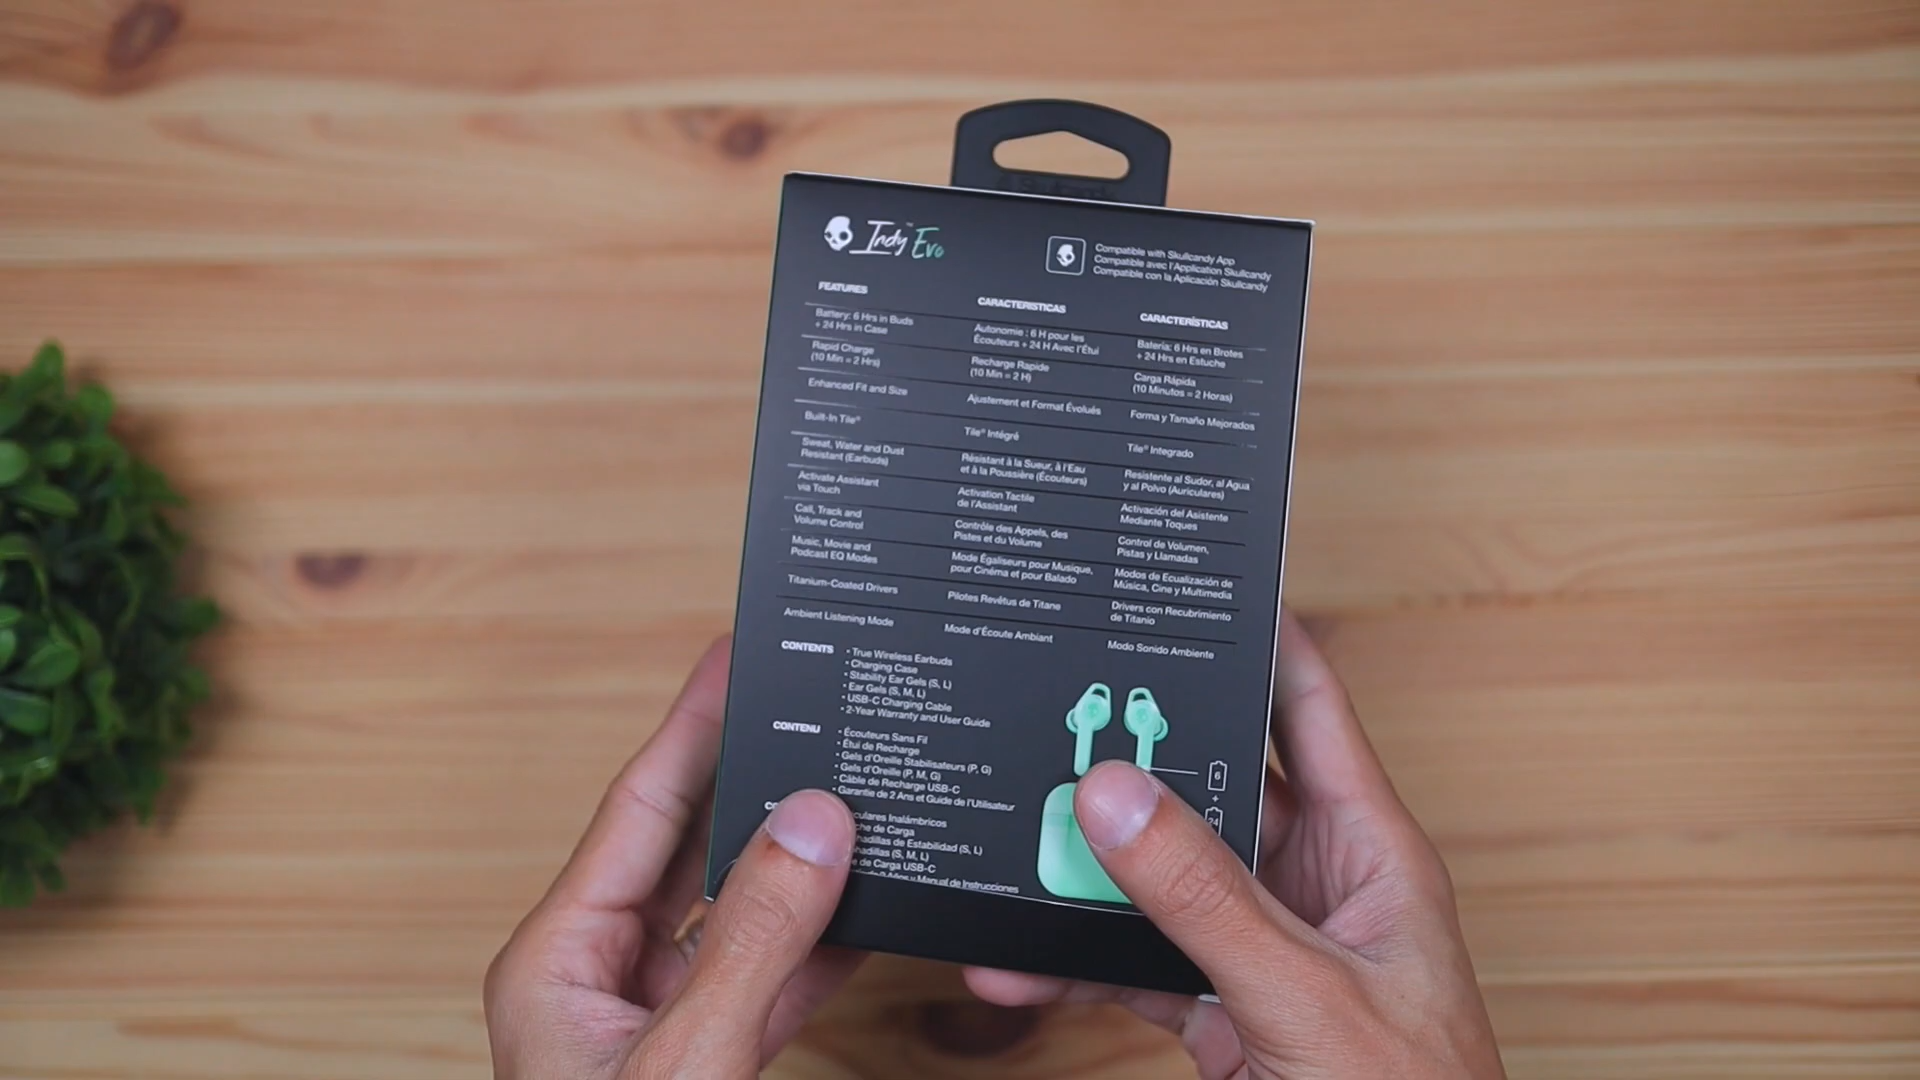 Indy™ Evo
Compatible with Skullcandy App
Compatible avec l'Application Skullcandy
Compatible con la Aplicación Skullcandy
FEATURES
Battery: 6 Hrs in Buds
+ 24 Hrs in Case
Rapid Charge
(10 Min = 2 Hrs)
Enhanced Fit and Size
Built-In Tile®
Sweat, Water and Dust
Resistant (Earbuds)
Activate Assistant
via Touch
Call, Track and
Volume Control
Music, Movie and
Podcast EQ Modes
Titanium-Coated Drivers
Ambient Listening Mode
CARACTERISTICAS
Autonomie : 6 H pour les
Écouteurs + 24 H Avec l'Étui
Recharge Rapide
(10 Min = 2 H)
Ajustement et Format Évolués
Tile® Intégré
Résistant à la Sueur, à l'Eau
et à la Poussière (Écouteurs)
Activation Tactile
de l'Assistant
Contrôle des Appels, des
Pistes et du Volume
Mode Égaliseurs pour Musique,
pour Cinéma et pour Balado
Pilotes Revêtus de Titane
Mode d'Écoute Ambiant
CARACTERÍSTICAS
Batería: 6 Hrs en Brotes
+ 24 Hrs en Estuche
Carga Rápida
(10 Minutos = 2 Horas)
Forma y Tamaño Mejorados
Tile® Integrado
Resistente al Sudor, al Agua
y al Polvo (Auriculares)
Activación del Asistente
Mediante Toques
Control de Volumen,
Pistas y Llamadas
Modos de Ecualización de
Música, Cine y Multimedia
Drivers con Recubrimiento
de Titanio
Modo Sonido Ambiente
CONTENTS
• True Wireless Earbuds
• Charging Case
• Stability Ear Gels (S, L)
• Ear Gels (S, M, L)
• USB-C Charging Cable
• 2-Year Warranty and User Guide
CONTENU
• Écouteurs Sans Fil
• Étui de Recharge
• Gels d'Oreille Stabilisateurs (P, G)
• Gels d'Oreille (P, M, G)
• Câble de Recharge USB-C
• Garantie de 2 Ans et Guide de l'Utilisateur
Inalámbricos
de Carga
de Estabilidad (S, L)
(S, M, L)
de Carga USB-C
de 2 Años y Manual de Instrucciones
6
+
24